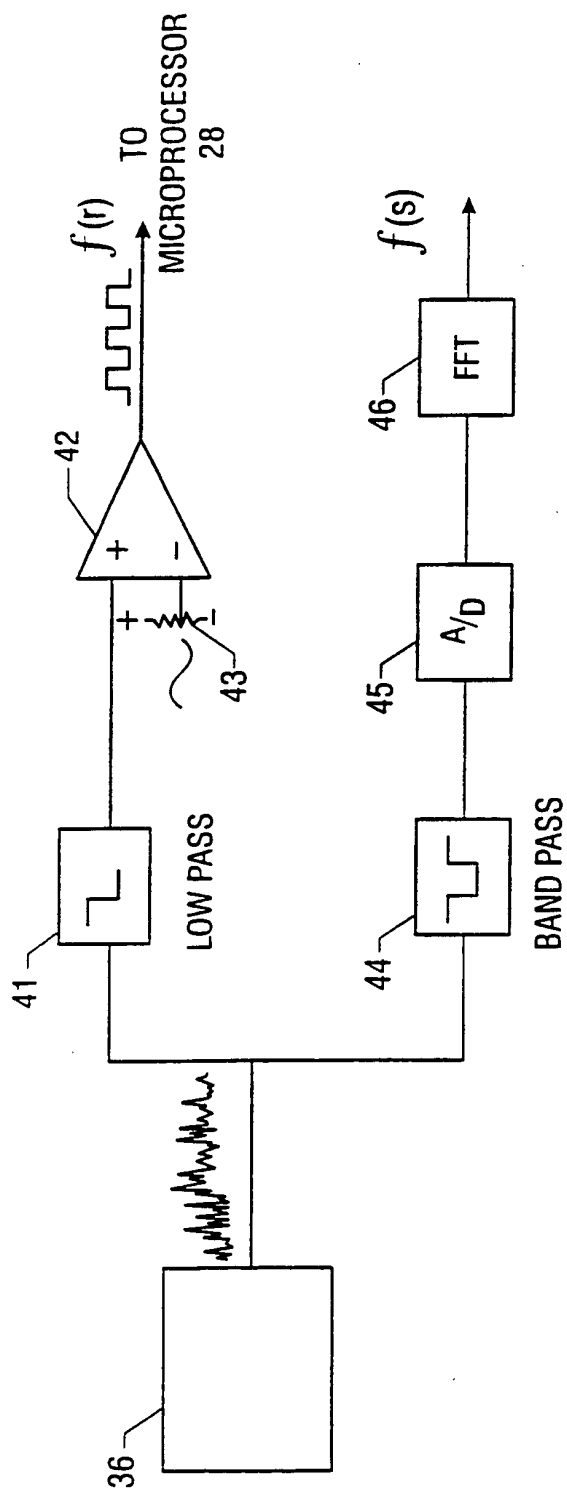 36
41
LOW PASS
+
-
42
+
-
43
f(r)
TO
MICROPROCESSOR
28
44
BAND PASS
45
A/D
46
FFT
f(s)